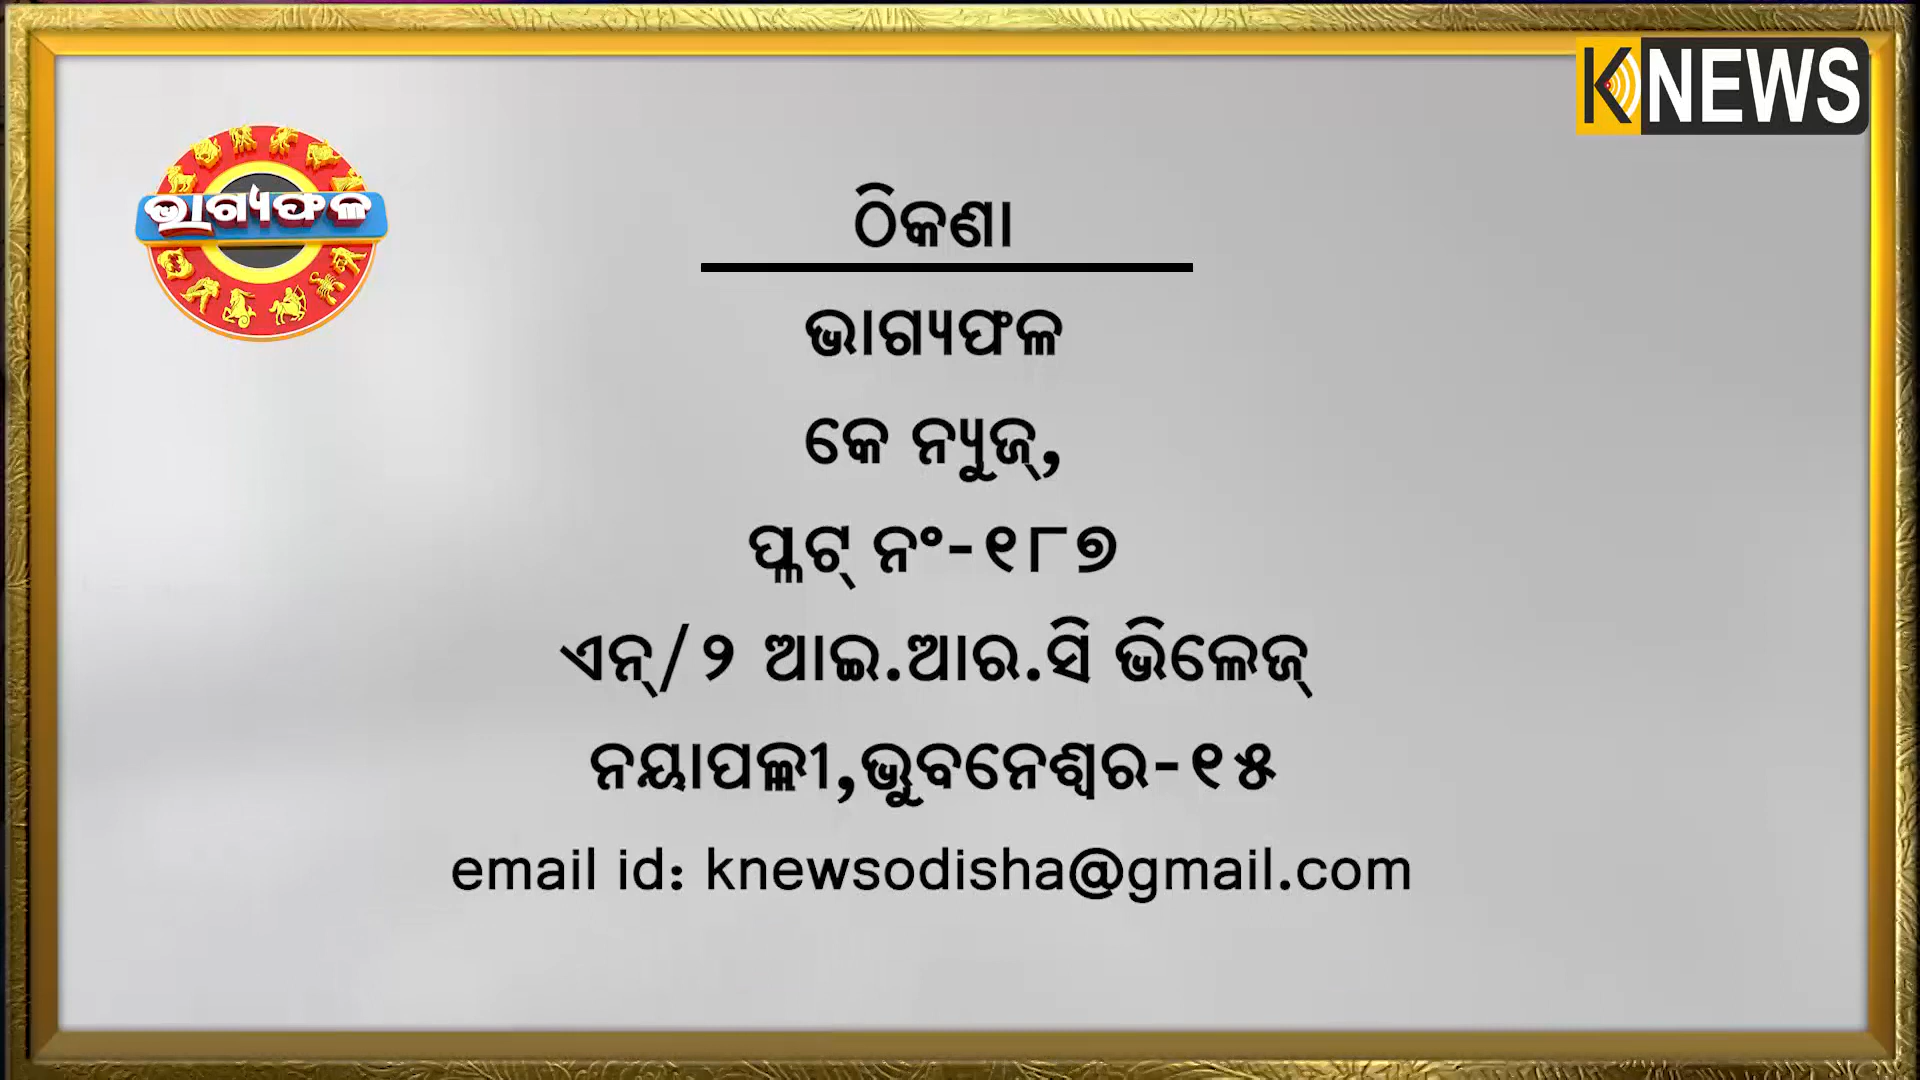 KNEWS
ଭାଗ୍ୟଫଳ
ଠିକଣା
ଭାଗ୍ୟଫଳ
କେ ନ୍ୟୁଜ୍,
ପ୍ଲଟ୍ ନଂ-୧୮୭
ଏନ୍/୨ ଆଇ.ଆର.ସି ଭିଲେଜ୍
ନୟାପଲ୍ଲୀ,ଭୁବନେଶ୍ୱର-୧୫
email id: knewsodisha@gmail.com